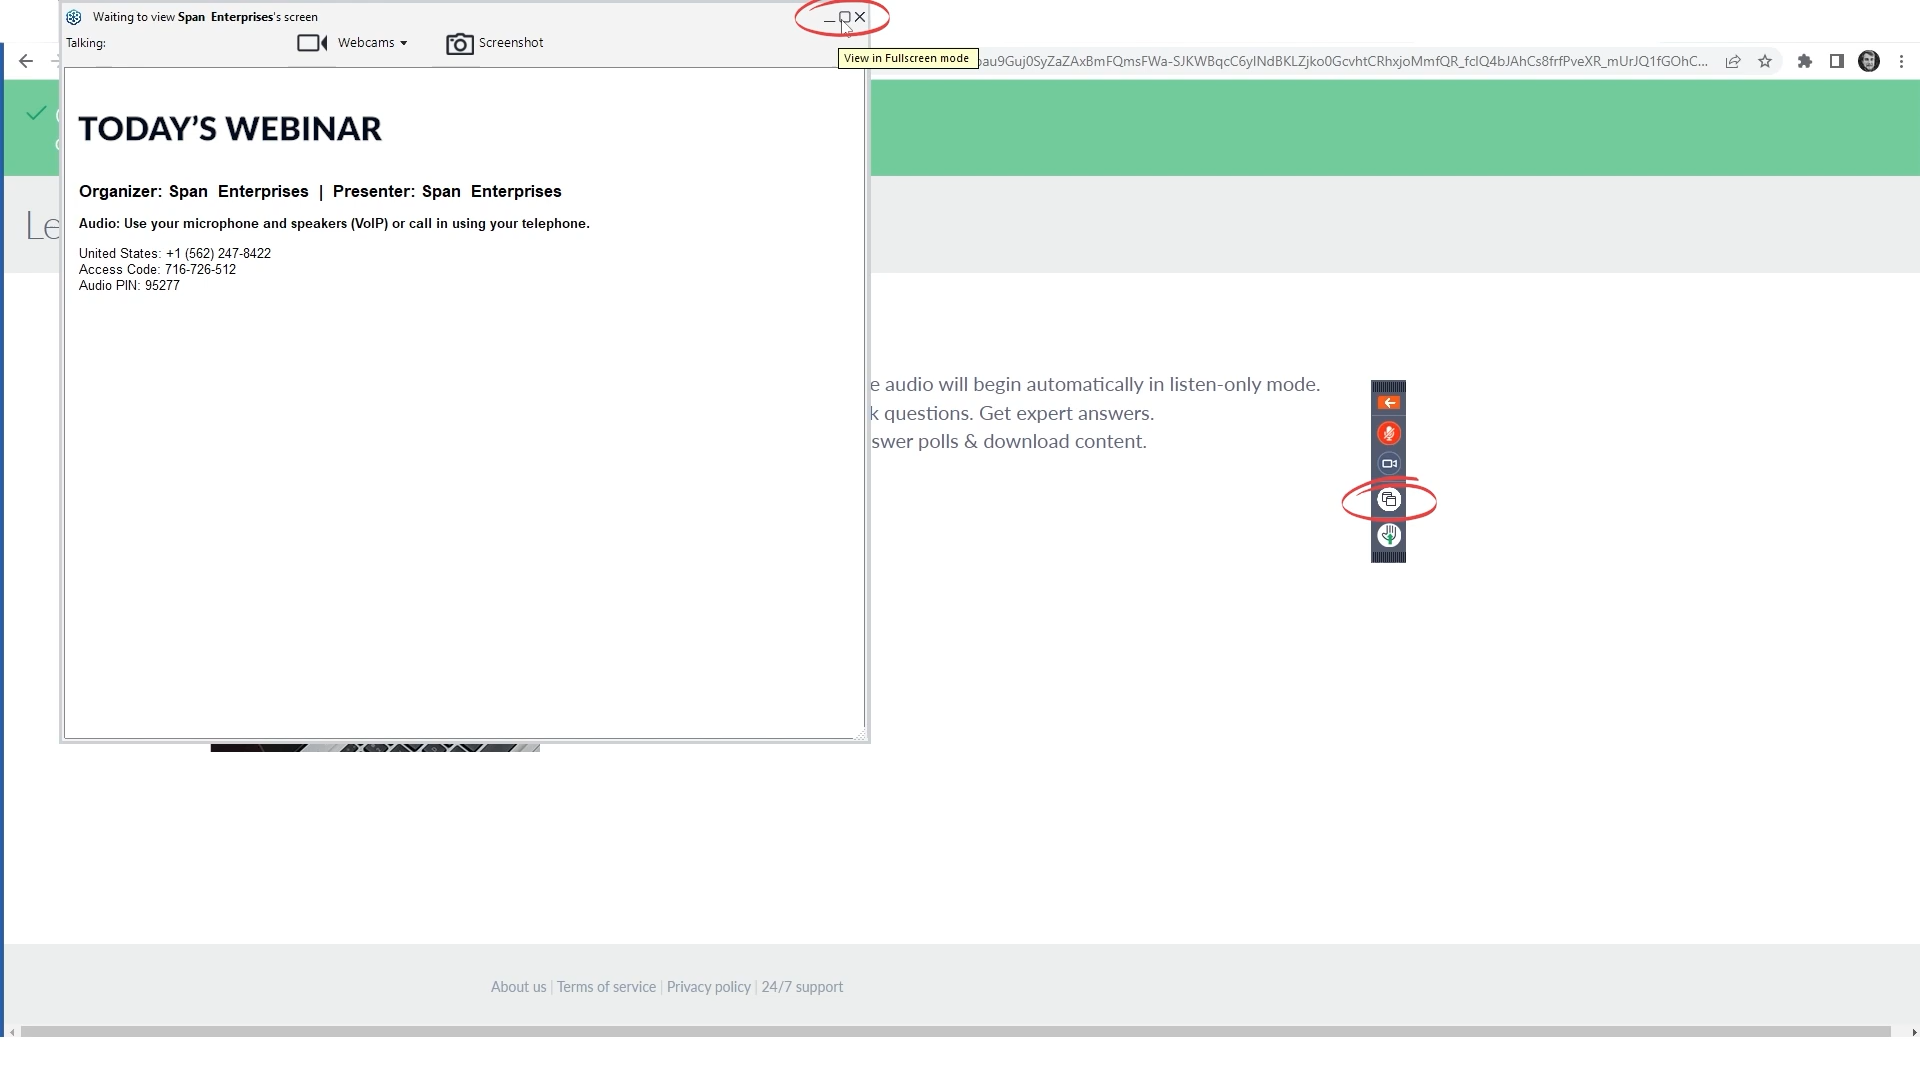 Waiting to view Span Enterprises's screen
Talking:
Webcams
Screenshot
View in Fullscreen mode
TODAY'S WEBINAR
Organizer: Span Enterprises | Presenter: Span Enterprises
Audio: Use your microphone and speakers (VoIP) or call in using your telephone.
United States: +1 (562) 247-8422
Access Code: 716-726-512
Audio PIN: 95277
Le
e audio will begin automatically in listen-only mode.
k questions. Get expert answers.
swer polls & download content.
About us | Terms of service | Privacy policy | 24/7 support